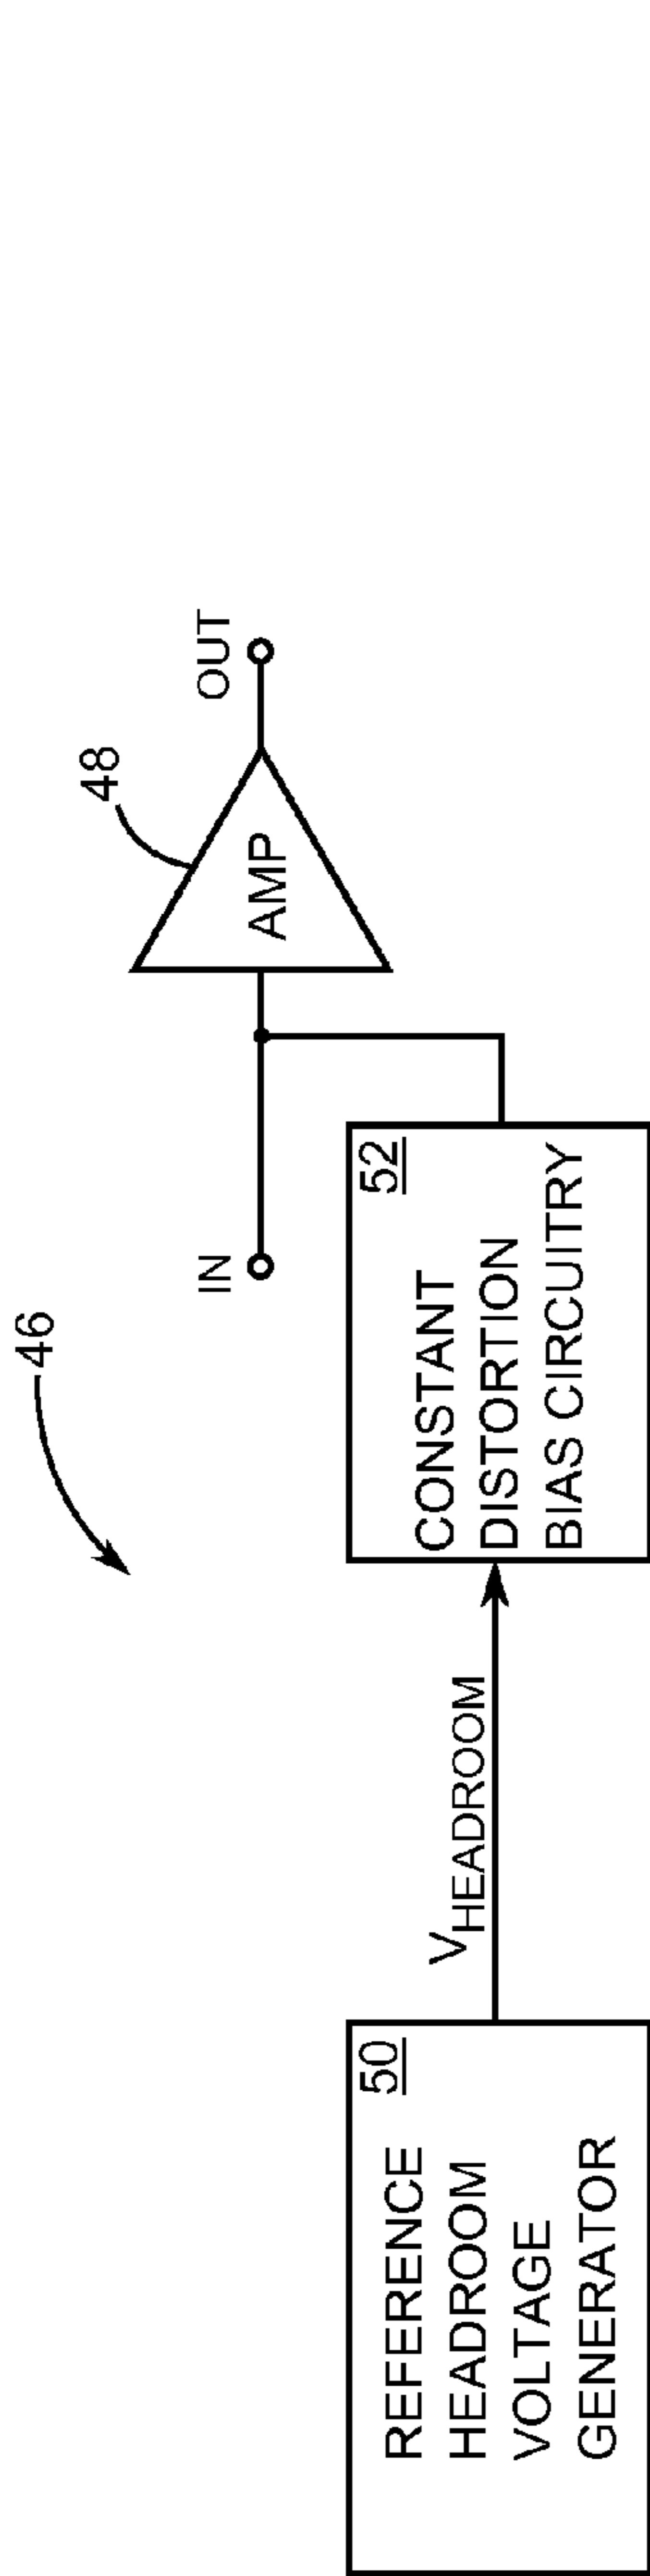 46
48
IN
OUT
AMP
50
REFERENCE
HEADROOM
VOLTAGE
GENERATOR
VHEADROOM
52
CONSTANT
DISTORTION
BIAS CIRCUITRY